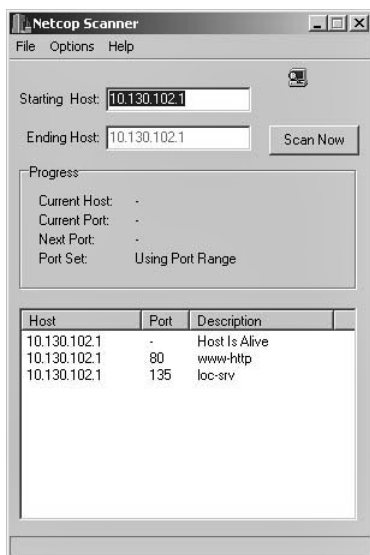 Netcop Scanner
File Options Help
Starting Host: 10.130.102.1
Ending Host: 10.130.102.1
Scan Now
Progress
Current Host: -
Current Port: -
Next Port: -
Port Set: Using Port Range
Host Port Description
10.130.102.1 - Host Is Alive
10.130.102.1 80 www-http
10.130.102.1 135 loc-srv